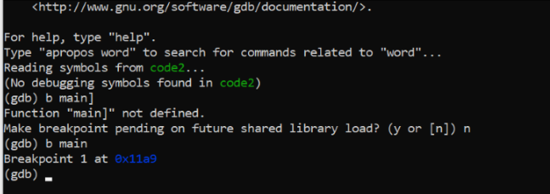 <http://www.gnu.org/software/gdb/documentation/>.
For help, type "help".
Type "apropos word" to search for commands related to "word"...
Reading symbols from code2...
(No debugging symbols found in code2)
(gdb) b main]
Function "main]" not defined.
Make breakpoint pending on future shared library load? (y or [n]) n
(gdb) b main
Breakpoint 1 at 0x11a9
(gdb)